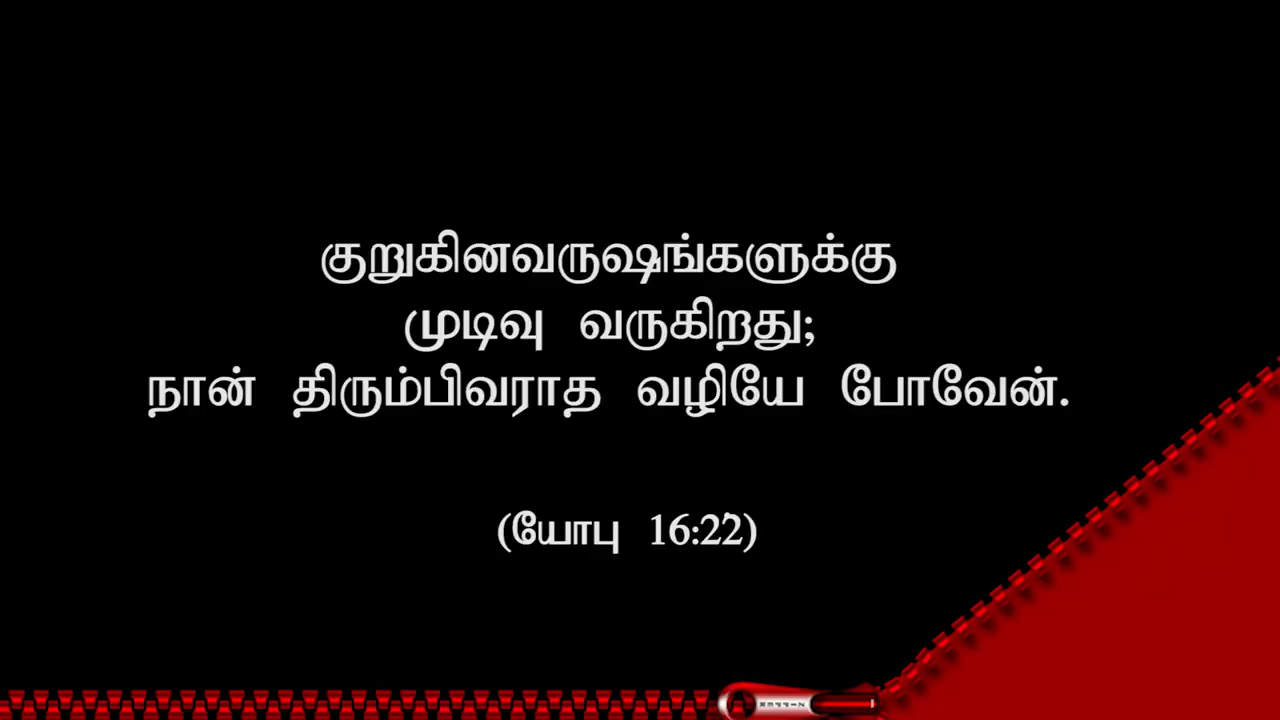 குறுகினவருஷங்களுக்கு
முடிவு வருகிறது;
நான் திரும்பிவராத வழியே போவேன்.
(யோபு 16:22)